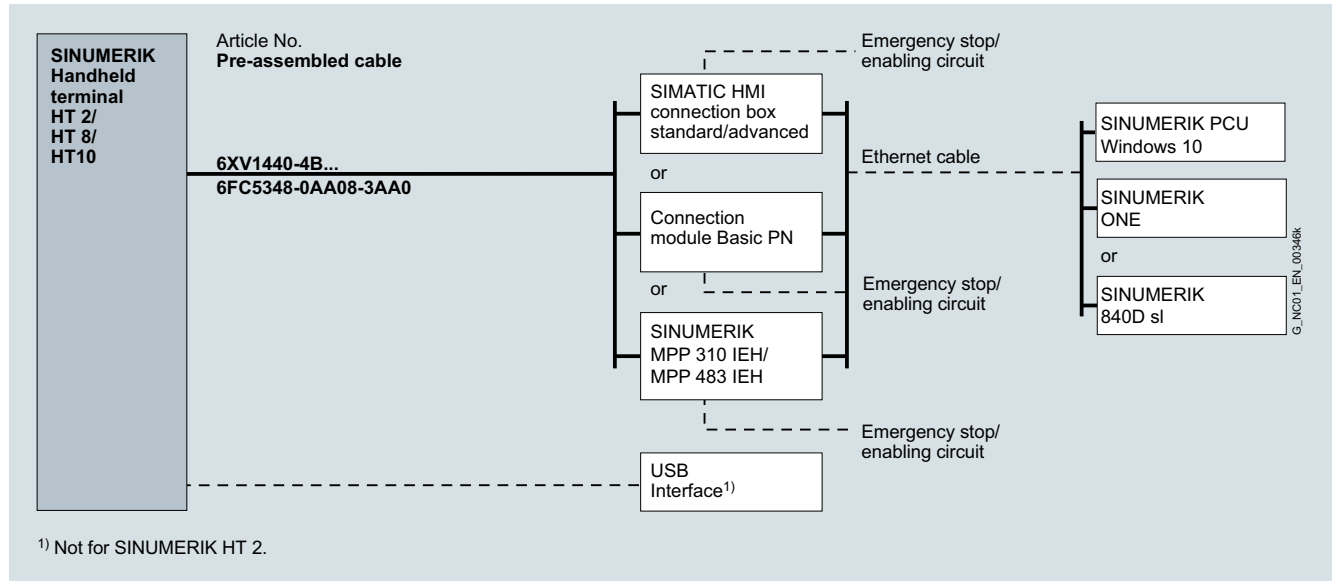 SINUMERIK
Handheld
terminal
HT 2/
HT 8/
HT10
Article No.
Pre-assembled cable
6XV1440-4B...
6FC5348-0AA08-3AA0
SIMATIC HMI
connection box
standard/advanced
or
Connection
module Basic PN
or
SINUMERIK
MPP 310 IEH/
MPP 483 IEH
USB
Interface1)
Emergency stop/
enabling circuit
Ethernet cable
Emergency stop/
enabling circuit
Emergency stop/
enabling circuit
SINUMERIK PCU
Windows 10
SINUMERIK
ONE
or
SINUMERIK
840D sl
G_NC01_EN_00346k
1) Not for SINUMERIK HT 2.